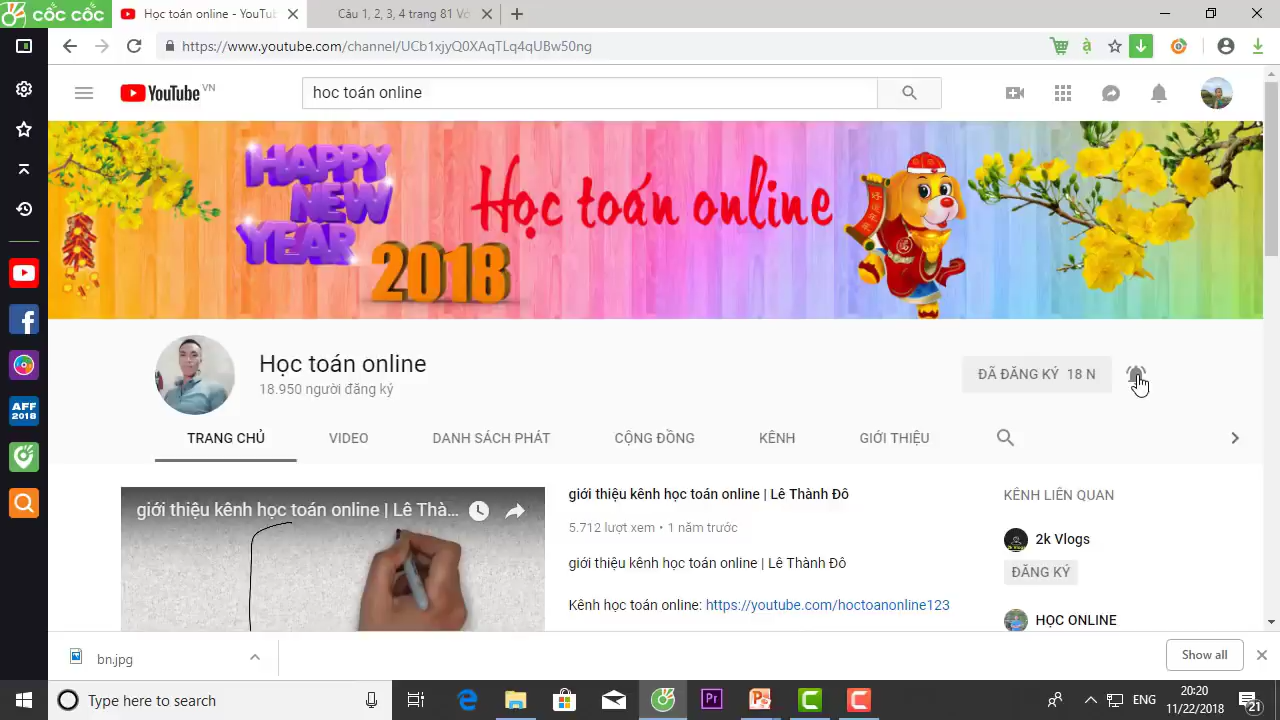 cốc cốc
Học toán online - YouTub
Câu 1, 2, 3, 4 trang 81 Vở
https://www.youtube.com/channel/UCb1xjyQ0XAqTLq4qUBw50ng
YouTube VN
hoc toán online
HAPPY
NEW
YEAR
2018
Học toán online
Học toán online
18.950 người đăng ký
ĐÃ ĐĂNG KÝ 18 N
TRANG CHỦ
VIDEO
DANH SÁCH PHÁT
CỘNG ĐỒNG
KÊNH
GIỚI THIỆU
AFF
2018
giới thiệu kênh học toán online | Lê Thà...
giới thiệu kênh học toán online | Lê Thành Đô
5.712 lượt xem • 1 năm trước
giới thiệu kênh học toán online | Lê Thành Đô
Kênh học toán online: https://youtube.com/hoctoanonline123
KÊNH LIÊN QUAN
2k Vlogs
ĐĂNG KÝ
HỌC ONLINE
bn.jpg
Show all
Type here to search
ENG
20:20
11/22/2018
21